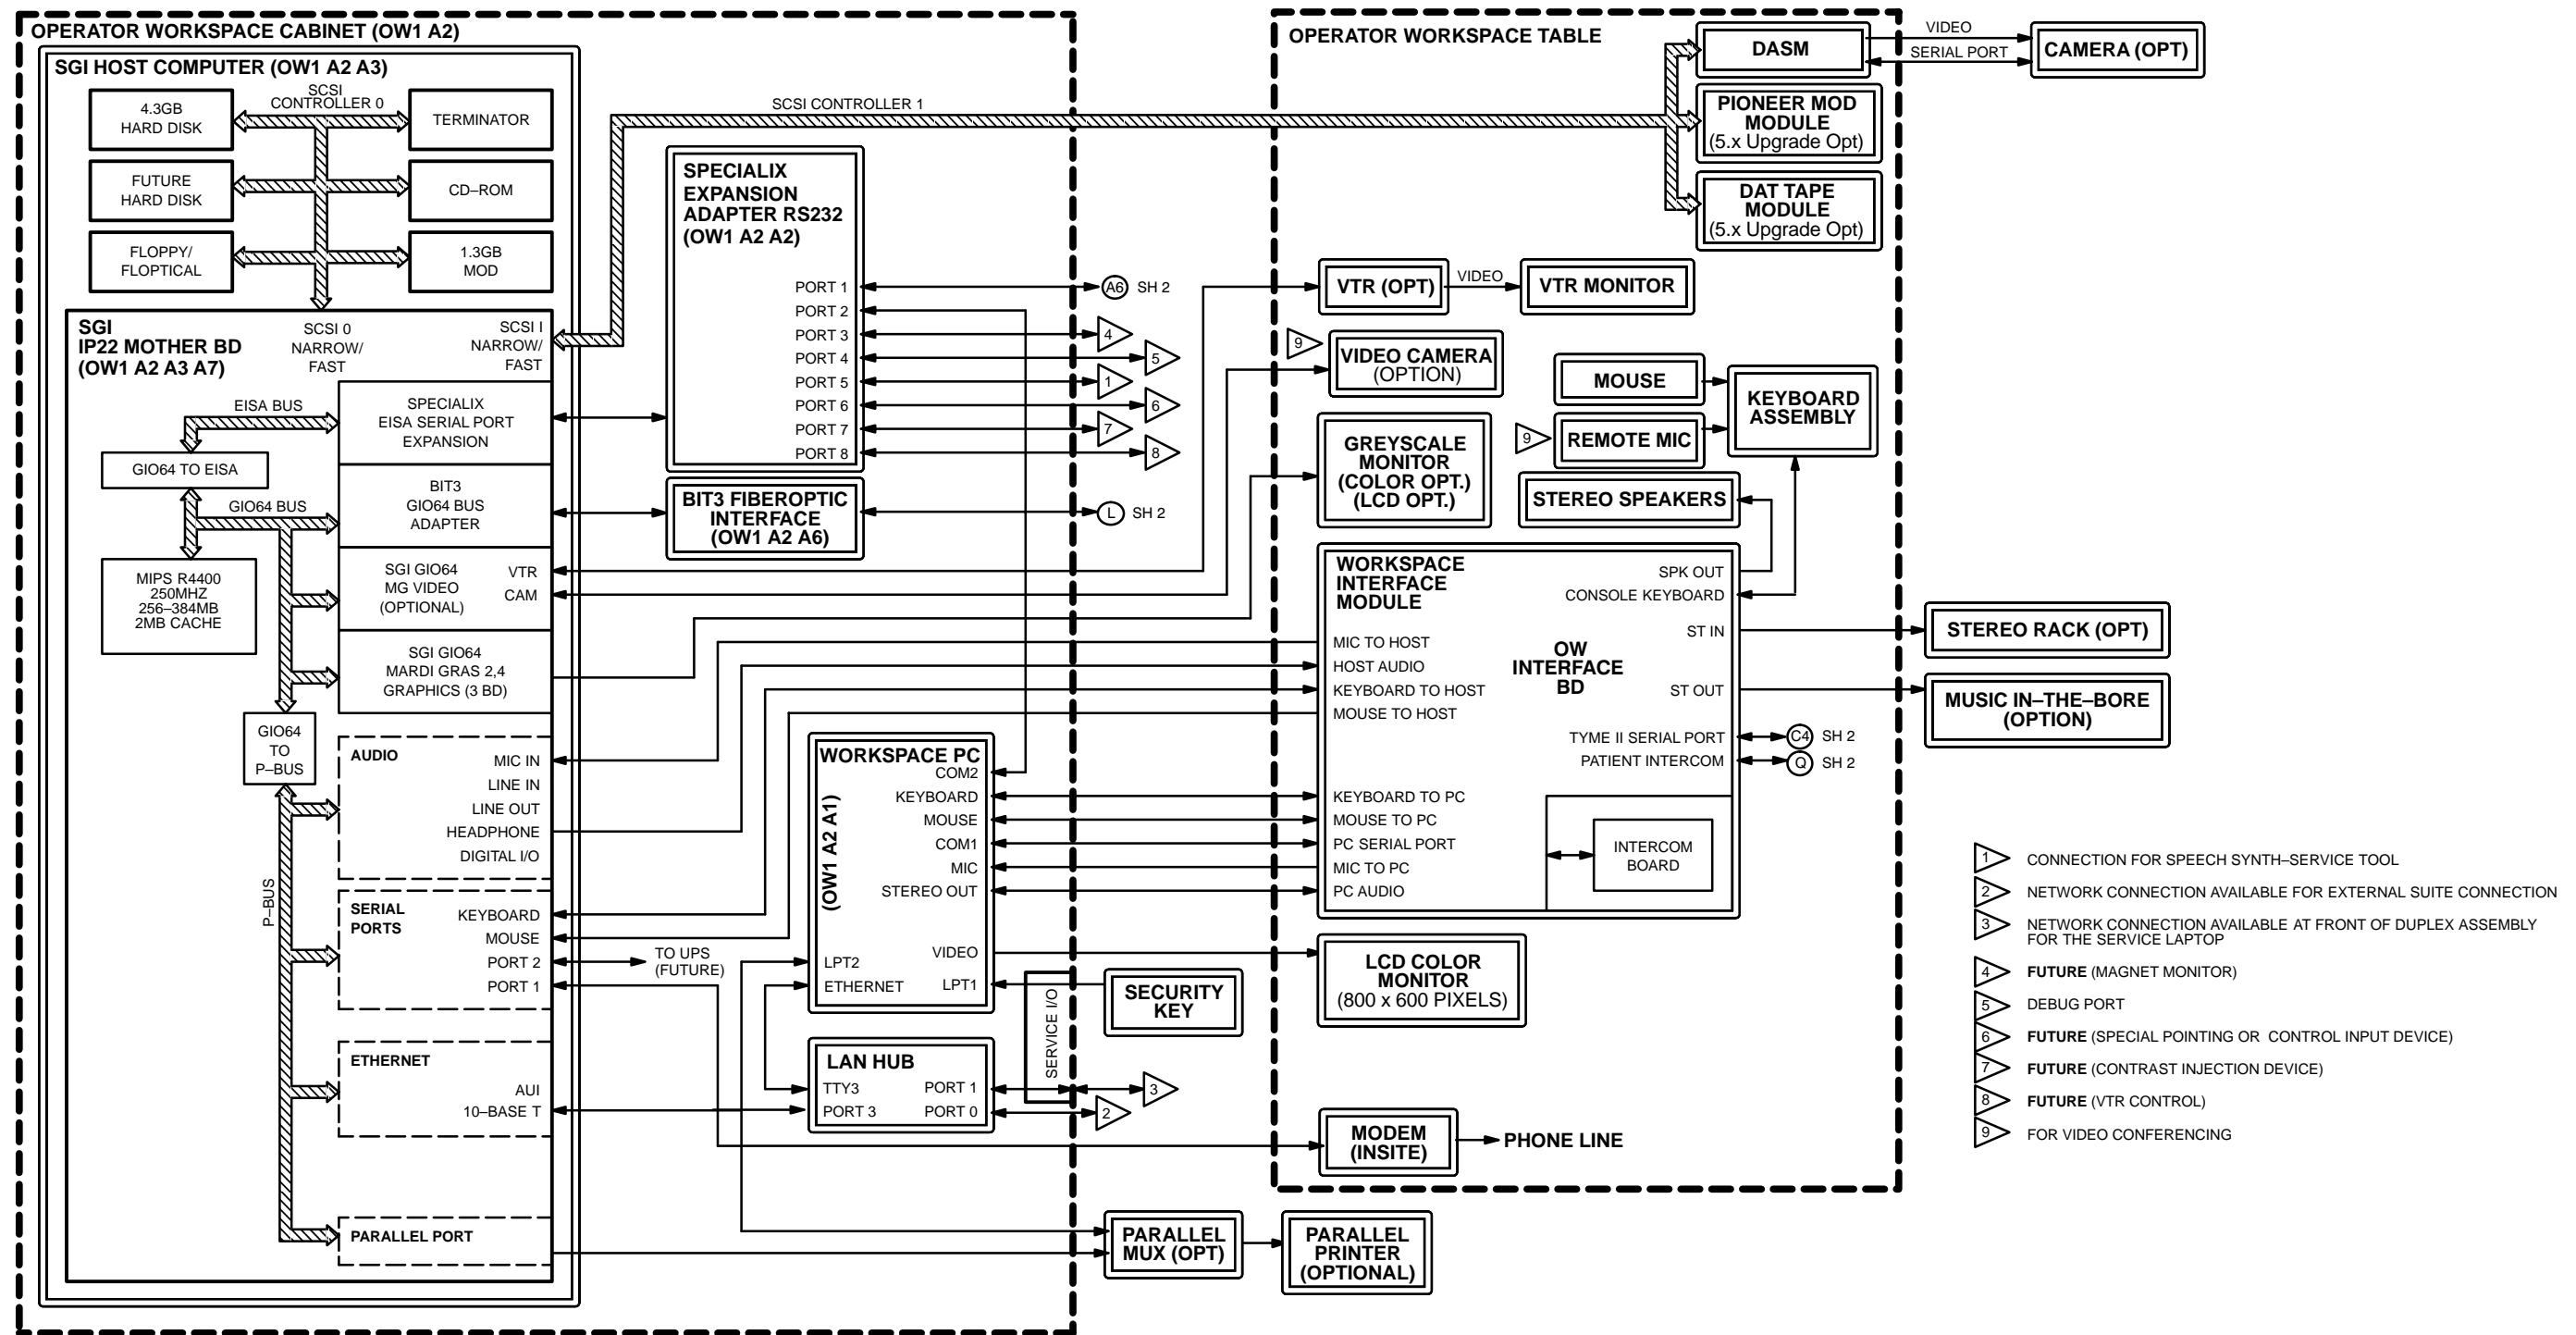 OPERATOR WORKSPACE CABINET (OW1 A2)
SGI HOST COMPUTER (OW1 A2 A3)
SCSI
CONTROLLER 0
4.3GB
HARD DISK
TERMINATOR
FUTURE
HARD DISK
CD–ROM
FLOPPY/
FLOPTICAL
1.3GB
MOD
SGI
IP22 MOTHER BD
(OW1 A2 A3 A7)
SCSI 0
NARROW/
FAST
SCSI I
NARROW/
FAST
EISA BUS
SPECIALIX
EISA SERIAL PORT
EXPANSION
GIO64 TO EISA
GIO64 BUS
BIT3
GIO64 BUS
ADAPTER
MIPS R4400
250MHZ
256–384MB
2MB CACHE
SGI GIO64
MG VIDEO
(OPTIONAL)
VTR
CAM
SGI GIO64
MARDI GRAS 2,4
GRAPHICS (3 BD)
GIO64
TO
P–BUS
P–BUS
AUDIO
MIC IN
LINE IN
LINE OUT
HEADPHONE
DIGITAL I/O
SERIAL
PORTS
KEYBOARD
MOUSE
PORT 2
PORT 1
TO UPS
(FUTURE)
ETHERNET
AUI
10–BASE T
PARALLEL PORT
SCSI CONTROLLER 1
SPECIALIX
EXPANSION
ADAPTER RS232
(OW1 A2 A2)
PORT 1
PORT 2
PORT 3
PORT 4
PORT 5
PORT 6
PORT 7
PORT 8
A6 SH 2
4
5
1
6
7
8
BIT3 FIBEROPTIC
INTERFACE
(OW1 A2 A6)
L SH 2
WORKSPACE PC
(OW1 A2 A1)
COM2
KEYBOARD
MOUSE
COM1
MIC
STEREO OUT
VIDEO
LPT2
ETHERNET
LPT1
SERVICE I/O
SECURITY
KEY
LAN HUB
TTY3
PORT 1
PORT 3
PORT 0
3
2
PARALLEL
MUX (OPT)
PARALLEL
PRINTER
(OPTIONAL)
OPERATOR WORKSPACE TABLE
DASM
VIDEO
SERIAL PORT
CAMERA (OPT)
PIONEER MOD
MODULE
(5.x Upgrade Opt)
DAT TAPE
MODULE
(5.x Upgrade Opt)
VTR (OPT)
VIDEO
VTR MONITOR
9
VIDEO CAMERA
(OPTION)
MOUSE
KEYBOARD
ASSEMBLY
9
REMOTE MIC
GREYSCALE
MONITOR
(COLOR OPT.)
(LCD OPT.)
STEREO SPEAKERS
WORKSPACE
INTERFACE
MODULE
SPK OUT
CONSOLE KEYBOARD
ST IN
ST OUT
TYME II SERIAL PORT
PATIENT INTERCOM
MIC TO HOST
HOST AUDIO
KEYBOARD TO HOST
MOUSE TO HOST
OW
INTERFACE
BD
KEYBOARD TO PC
MOUSE TO PC
PC SERIAL PORT
MIC TO PC
PC AUDIO
INTERCOM
BOARD
C4 SH 2
Q SH 2
STEREO RACK (OPT)
MUSIC IN–THE–BORE
(OPTION)
LCD COLOR
MONITOR
(800 x 600 PIXELS)
MODEM
(INSITE)
PHONE LINE
1 CONNECTION FOR SPEECH SYNTH–SERVICE TOOL
2 NETWORK CONNECTION AVAILABLE FOR EXTERNAL SUITE CONNECTION
3 NETWORK CONNECTION AVAILABLE AT FRONT OF DUPLEX ASSEMBLY
FOR THE SERVICE LAPTOP
4 FUTURE (MAGNET MONITOR)
5 DEBUG PORT
6 FUTURE (SPECIAL POINTING OR CONTROL INPUT DEVICE)
7 FUTURE (CONTRAST INJECTION DEVICE)
8 FUTURE (VTR CONTROL)
9 FOR VIDEO CONFERENCING